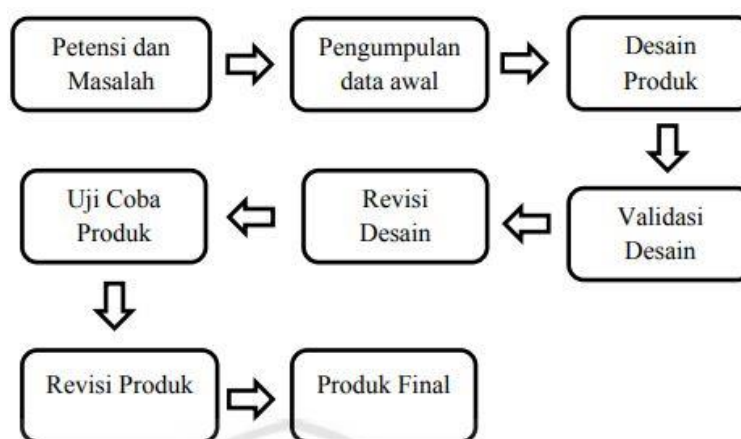 Petensi dan
Masalah
Pengumpulan
data awal
Desain
Produk
Uji Coba
Produk
Revisi
Desain
Validasi
Desain
Revisi Produk
Produk Final